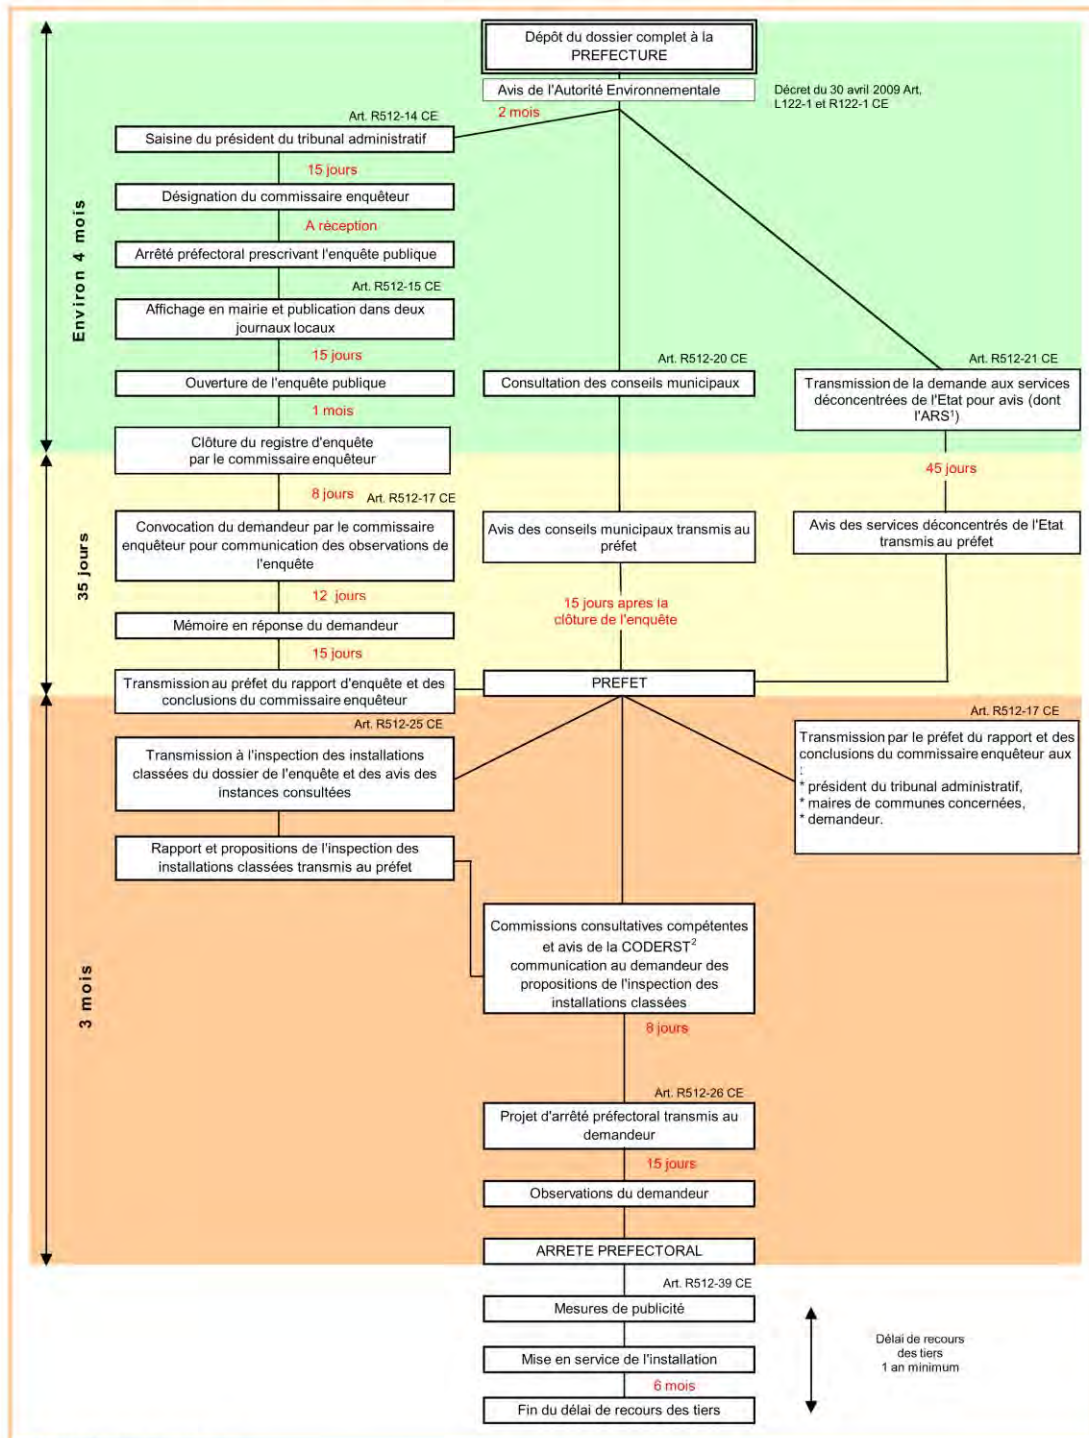 Dépôt du dossier complet à la
PREFECTURE
Avis de l'Autorité Environnementale
Décret du 30 avril 2009 Art.
L122-1 et R122-1 CE
2 mois
Art. R512-14 CE
Saisine du président du tribunal administratif
15 jours
Désignation du commissaire enquêteur
A réception
Arrêté préfectoral prescrivant l'enquête publique
Art. R512-15 CE
Affichage en mairie et publication dans deux
journaux locaux
15 jours
Ouverture de l'enquête publique
1 mois
Clôture du registre d'enquête
par le commissaire enquêteur
Environ 4 mois
Art. R512-20 CE
Consultation des conseils municipaux
Art. R512-21 CE
Transmission de la demande aux services
déconcentrées de l'Etat pour avis (dont
l'ARS1)
8 jours
Art. R512-17 CE
Convocation du demandeur par le commissaire
enquêteur pour communication des observations de
l'enquête
12 jours
Mémoire en réponse du demandeur
15 jours
Transmission au préfet du rapport d'enquête et des
conclusions du commissaire enquêteur
35 jours
Avis des conseils municipaux transmis au
préfet
15 jours apres la
clôture de l'enquête
45 jours
Avis des services déconcentrés de l'Etat
transmis au préfet
PREFET
Art. R512-25 CE
Transmission à l'inspection des installations
classées du dossier de l'enquête et des avis des
instances consultées
Rapport et propositions de l'inspection des
installations classées transmis au préfet
Art. R512-17 CE
Transmission par le préfet du rapport et des
conclusions du commissaire enquêteur aux
:
* président du tribunal administratif,
* maires de communes concernées,
* demandeur.
3 mois
Commissions consultatives compétentes
et avis de la CODERST2
communication au demandeur des
propositions de l'inspection des
installations classées
8 jours
Art. R512-26 CE
Projet d'arrêté préfectoral transmis au
demandeur
15 jours
Observations du demandeur
ARRETE PREFECTORAL
Art. R512-39 CE
Mesures de publicité
Mise en service de l'installation
6 mois
Fin du délai de recours des tiers
Délai de recours
des tiers
1 an minimum